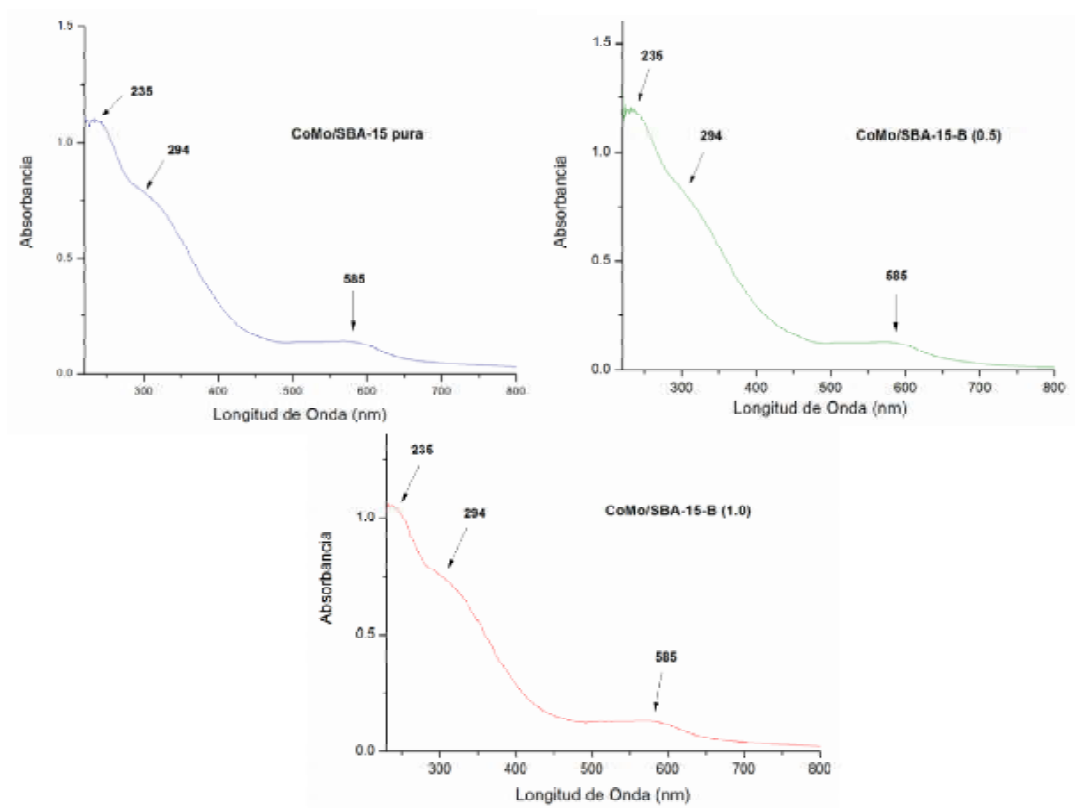 1.5
235
CoMo/SBA-15 pura
1.0
294
Absorbancia
0.5
585
0.0
300 400 500 600 700 800
Longitud de Onda (nm)
1.5
235
CoMo/SBA-15-B (0.5)
294
1.0
Absorbancia
0.5
585
0.0
300 400 500 600 700 800
Longitud de Onda (nm)
235
294
CoMo/SBA-15-B (1.0)
1.0
Absorbancia
0.5
585
0.0
300 400 500 600 700 800
Longitud de Onda (nm)